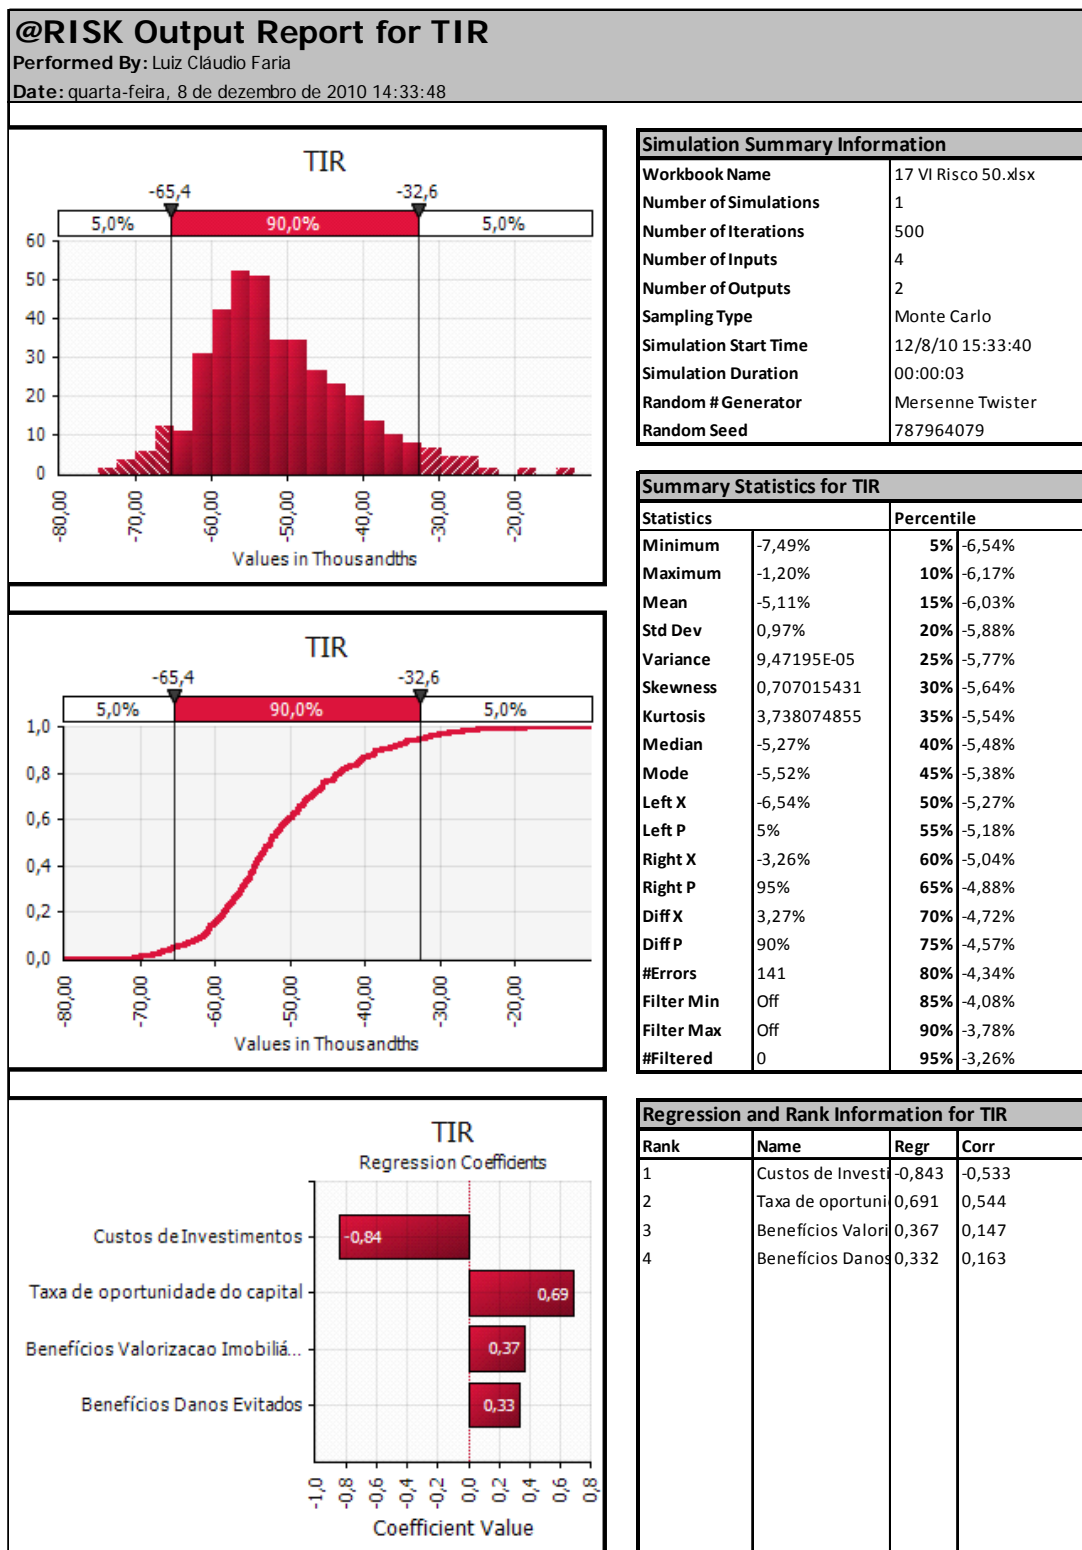 @RISK Output Report for TIR
Performed By: Luiz Cláudio Faria
Date: quarta-feira, 8 de dezembro de 2010 14:33:48
TIR
-65,4
-32,6
5,0%
90,0%
5,0%
60
50
40
30
20
10
0
-80,00
-70,00
-60,00
-50,00
-40,00
-30,00
-20,00
Values in Thousandths
TIR
-65,4
-32,6
5,0%
90,0%
5,0%
1,0
0,8
0,6
0,4
0,2
0,0
-80,00
-70,00
-60,00
-50,00
-40,00
-30,00
-20,00
Values in Thousandths
TIR
Regression Coefficients
Custos de Investimentos
-0,84
Taxa de oportunidade do capital
0,69
Benefícios Valorizacao Imobiliá...
0,37
Benefícios Danos Evitados
0,33
-1,0
-0,8
-0,6
-0,4
-0,2
0,0
0,2
0,4
0,6
0,8
Coefficient Value
Simulation Summary Information
Workbook Name 17 VI Risco 50.xlsx
Number of Simulations 1
Number of Iterations 500
Number of Inputs 4
Number of Outputs 2
Sampling Type Monte Carlo
Simulation Start Time 12/8/10 15:33:40
Simulation Duration 00:00:03
Random # Generator Mersenne Twister
Random Seed 787964079
Summary Statistics for TIR
Statistics Percentile
Minimum -7,49% 5% -6,54%
Maximum -1,20% 10% -6,17%
Mean -5,11% 15% -6,03%
Std Dev 0,97% 20% -5,88%
Variance 9,47195E-05 25% -5,77%
Skewness 0,707015431 30% -5,64%
Kurtosis 3,738074855 35% -5,54%
Median -5,27% 40% -5,48%
Mode -5,52% 45% -5,38%
Left X -6,54% 50% -5,27%
Left P 5% 55% -5,18%
Right X -3,26% 60% -5,04%
Right P 95% 65% -4,88%
Diff X 3,27% 70% -4,72%
Diff P 90% 75% -4,57%
#Errors 141 80% -4,34%
Filter Min Off 85% -4,08%
Filter Max Off 90% -3,78%
#Filtered 0 95% -3,26%
Regression and Rank Information for TIR
Rank Name Regr Corr
1 Custos de Investi -0,843 -0,533
2 Taxa de oportuni 0,691 0,544
3 Benefícios Valori 0,367 0,147
4 Benefícios Danos 0,332 0,163